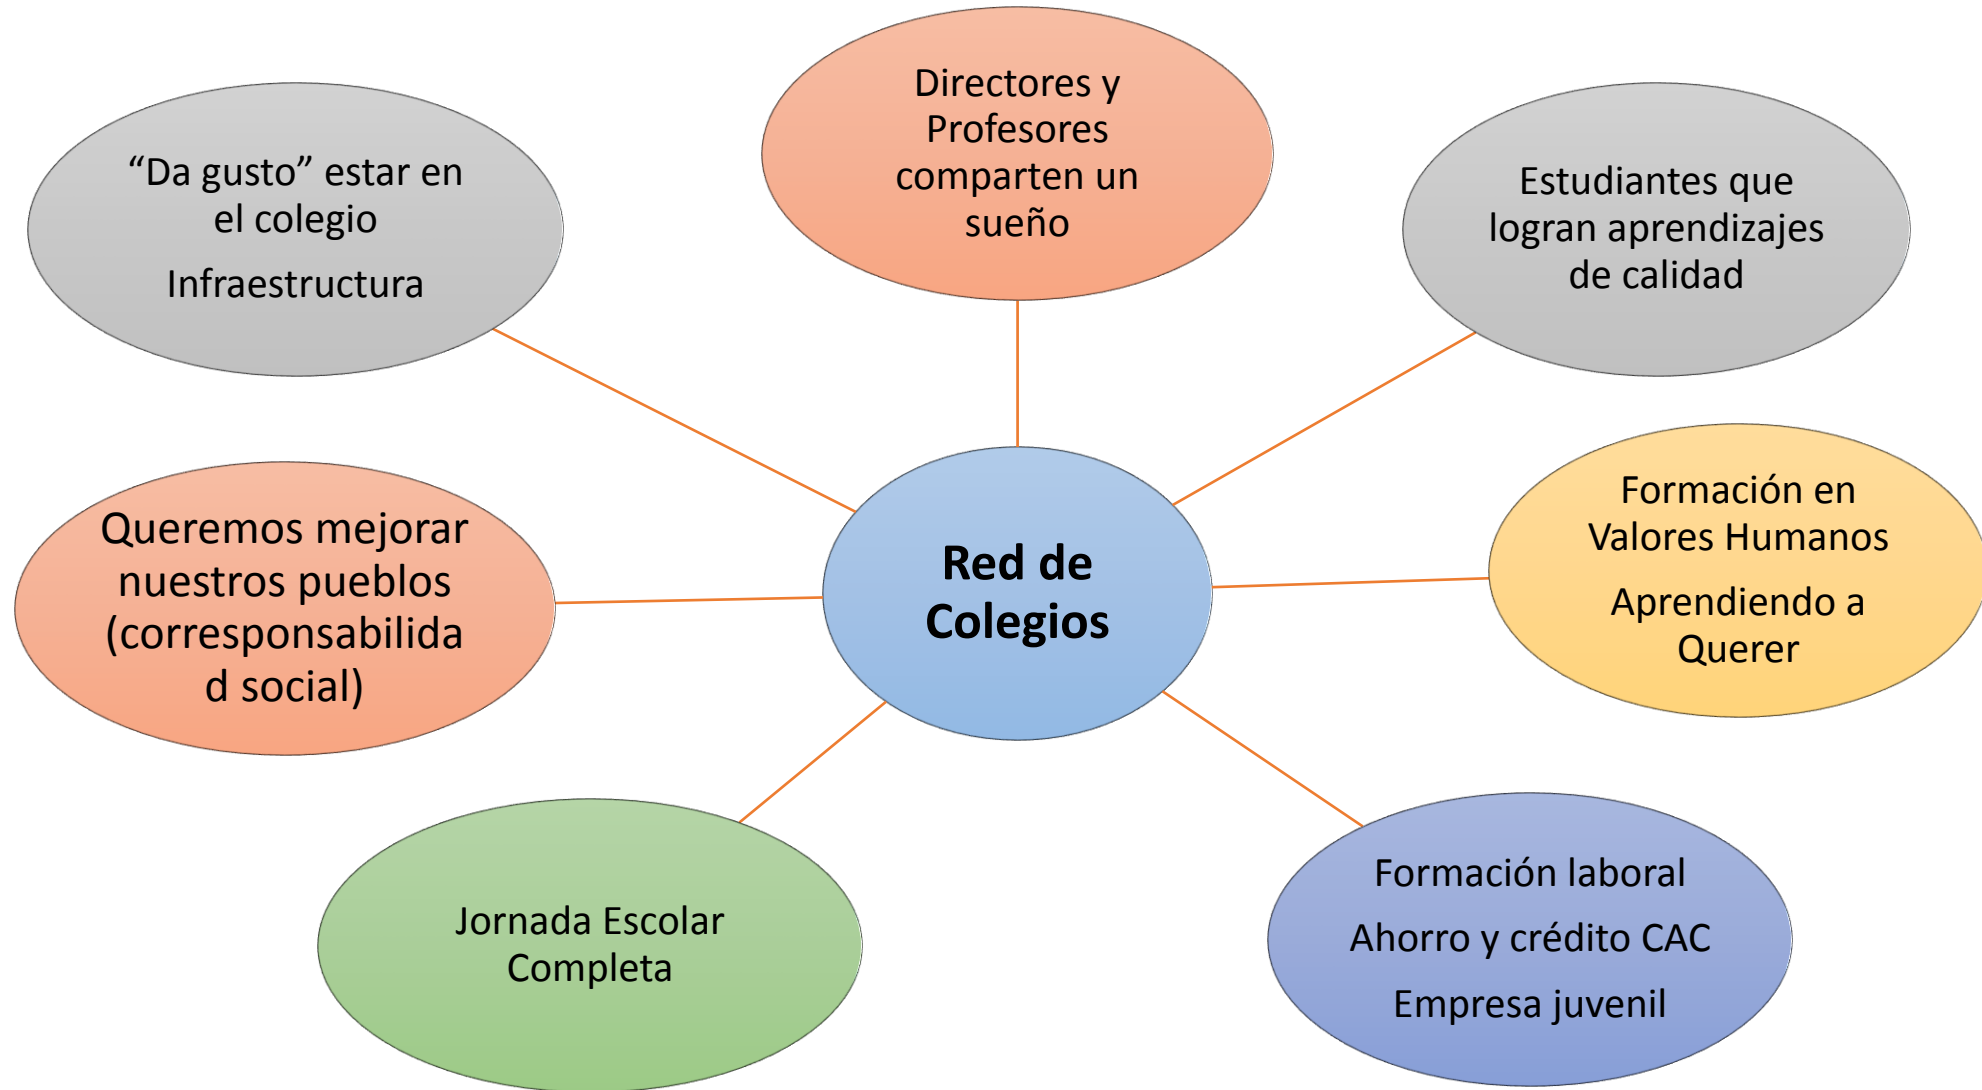 Directores y
Profesores
comparten un
sueño
“Da gusto” estar en
el colegio
Infraestructura
Estudiantes que
logran aprendizajes
de calidad
Queremos mejorar
nuestros pueblos
(corresponsabilida
d social)
Red de
Colegios
Formación en
Valores Humanos
Aprendiendo a
Querer
Jornada Escolar
Completa
Formación laboral
Ahorro y crédito CAC
Empresa juvenil